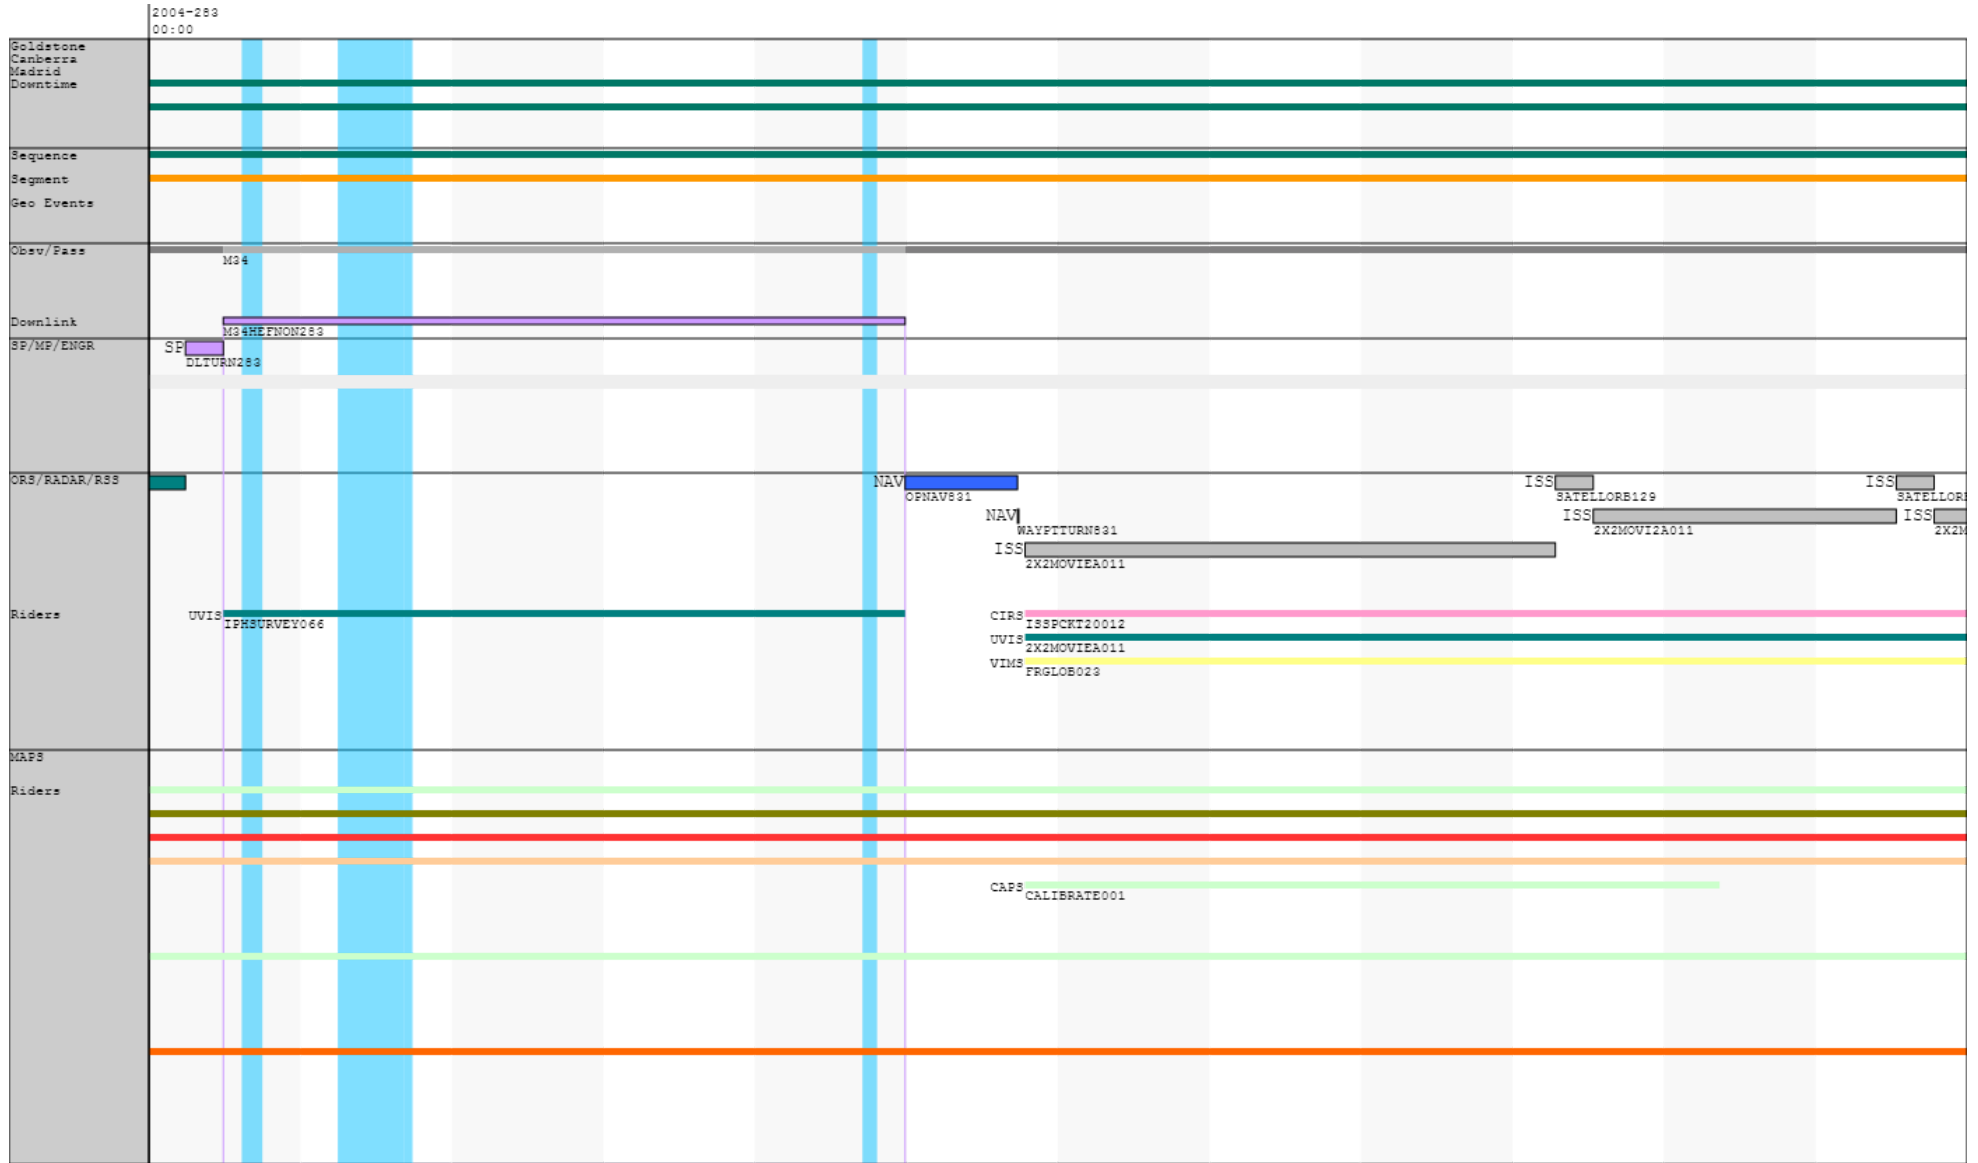 2004-283
00:00
Goldstone
Canberra
Madrid
Downtime
Sequence
Segment
Geo Events
Obsv/Pass
M34
Downlink
M34HEFNON283
SP/MP/ENGR
SP
DLTURN283
ORS/RADAR/RSS
NAV
OPNAV831
ISS
SATELLORB129
ISS
SATELLOR
NAV
WAYPTTURN831
ISS
2X2MOVI2A011
ISS
2X2M
ISS
2X2MOVIEA011
Riders
UVIS
IPHSURVEY066
CIRS
ISSPCKT20012
UVIS
2X2MOVIEA011
VIMS
FRGLOB023
MAPS
Riders
CAPS
CALIBRATE001